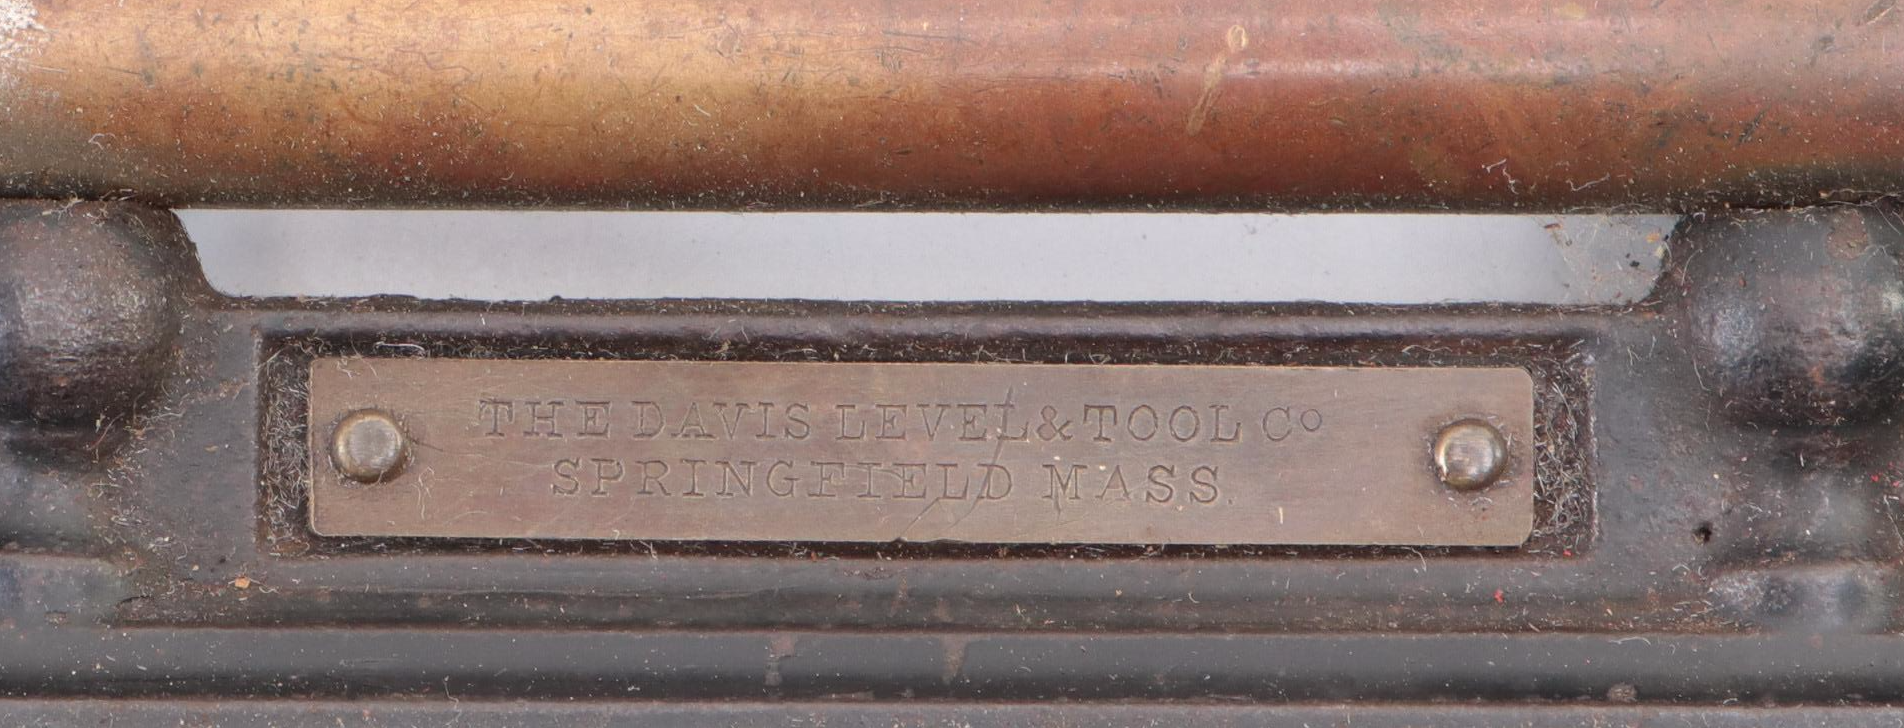 THE DAVIS LEVEL & TOOL Co
SPRINGFIELD MASS.